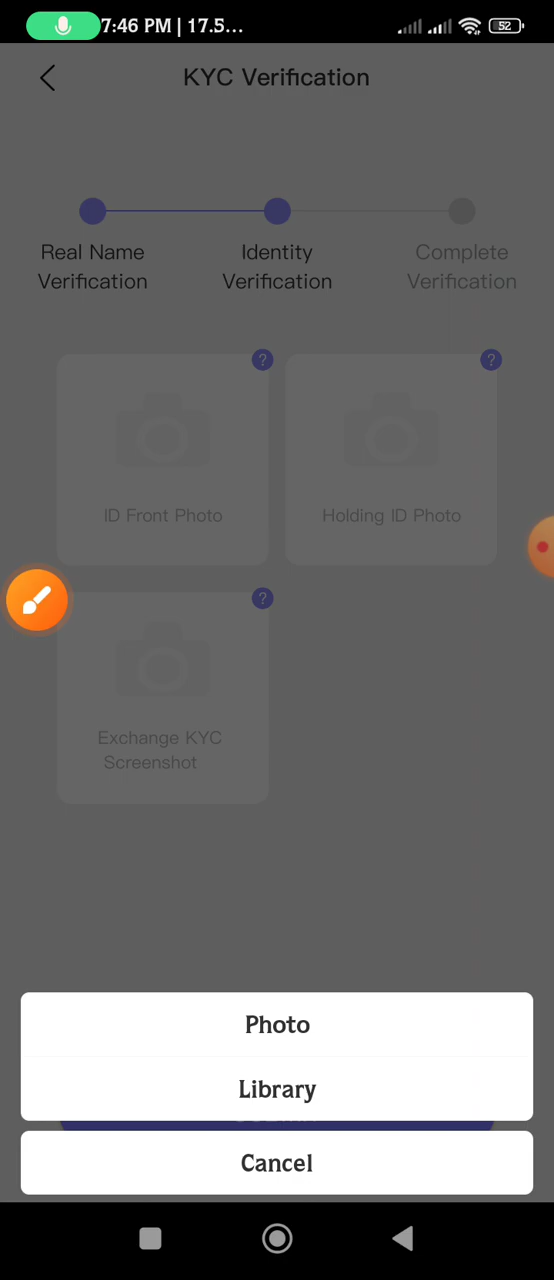 7:46 PM | 17.5...
52
KYC Verification
Real Name
Verification
Identity
Verification
Complete
Verification
?
?
ID Front Photo
Holding ID Photo
?
Exchange KYC
Screenshot
Photo
Library
Cancel